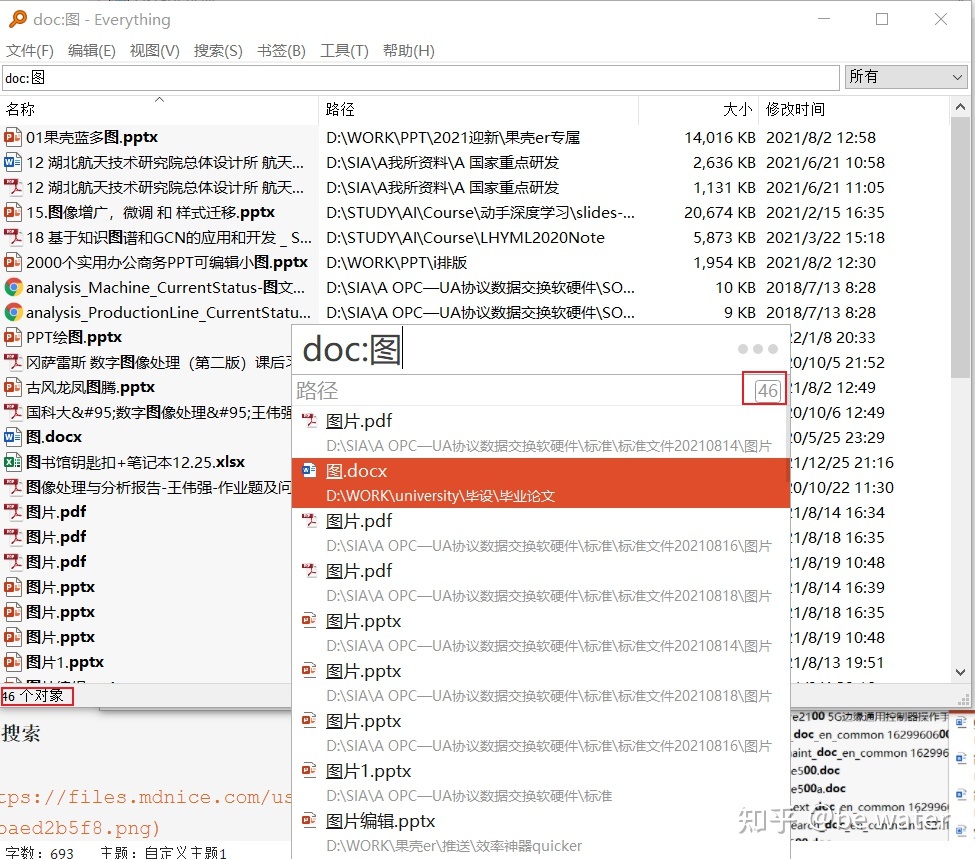 doc:图 - Everything
文件(F) 编辑(E) 视图(V) 搜索(S) 书签(B) 工具(T) 帮助(H)
doc:图 所有
名称 路径 大小 修改时间
01果壳蓝多图.pptx D:\WORK\PPT\2021迎新\果壳er专属 14,016 KB 2021/8/2 12:58
12 湖北航天技术研究院总体设计所 航天... D:\SIA\A我所资料\A 国家重点研发 2,636 KB 2021/6/21 10:58
12 湖北航天技术研究院总体设计所 航天... D:\SIA\A我所资料\A 国家重点研发 1,131 KB 2021/6/21 11:05
15.图像增广，微调 和 样式迁移.pptx D:\STUDY\AI\Course\动手深度学习\slides-... 20,674 KB 2021/2/15 16:35
18 基于知识图谱和GCN的应用和开发 _ S... D:\STUDY\AI\Course\LHYML2020Note 5,873 KB 2021/3/22 15:18
2000个实用办公商务PPT可编辑小图.pptx D:\WORK\PPT\i排版 1,954 KB 2021/8/2 12:30
analysis_Machine_CurrentStatus-图文... D:\SIA\A OPC—UA协议数据交换软硬件\SO... 10 KB 2018/7/13 8:28
analysis_ProductionLine_CurrentStatu... D:\SIA\A OPC—UA协议数据交换软硬件\SO... 9 KB 2018/7/13 8:28
PPT绘图.pptx 22/1/8 20:33
冈萨雷斯 数字图像处理（第二版）课后 20/10/5 21:52
古风龙凤图腾.pptx 21/8/2 12:49
国科大&#95;数字图像处理&#95;王伟强 20/10/6 12:49
图.docx 20/5/25 23:29
图书馆钥匙扣+笔记本12.25.xlsx 21/12/25 21:16
图像处理与分析报告-王伟强-作业题及问 20/10/22 11:30
图片.pdf 21/8/14 16:34
图片.pdf 21/8/18 16:35
图片.pdf 21/8/19 10:48
图片.pptx 21/8/14 16:39
图片.pptx 21/8/18 16:35
图片.pptx 21/8/19 10:48
图片1.pptx 21/8/13 19:51
46 个对象
doc:图
路径 46
图片.pdf
D:\SIA\A OPC—UA协议数据交换软硬件\标准\标准文件20210814\图片
图.docx
D:\WORK\university\毕设\毕业论文
图片.pdf
D:\SIA\A OPC—UA协议数据交换软硬件\标准\标准文件20210816\图片
图片.pdf
D:\SIA\A OPC—UA协议数据交换软硬件\标准\标准文件20210818\图片
图片.pptx
D:\SIA\A OPC—UA协议数据交换软硬件\标准\标准文件20210814\图片
图片.pptx
D:\SIA\A OPC—UA协议数据交换软硬件\标准\标准文件20210818\图片
图片.pptx
D:\SIA\A OPC—UA协议数据交换软硬件\标准\标准文件20210816\图片
图片1.pptx
D:\SIA\A OPC—UA协议数据交换软硬件\标准
图片编辑.pptx
D:\WORK\果壳er\推送\效率神器quicker
搜索
tps://files.mdnice.com/us
oaed2b5f8.png)
字数：693 主题：自定义主题1
e2100 5G边缘通用控制器操作手
_doc_en_common 1629960600
aint_doc_en_common 162996
e500.doc
e500a.doc
ext_doc_en_common 162996
earch_doc_en_common
知乎 @be water